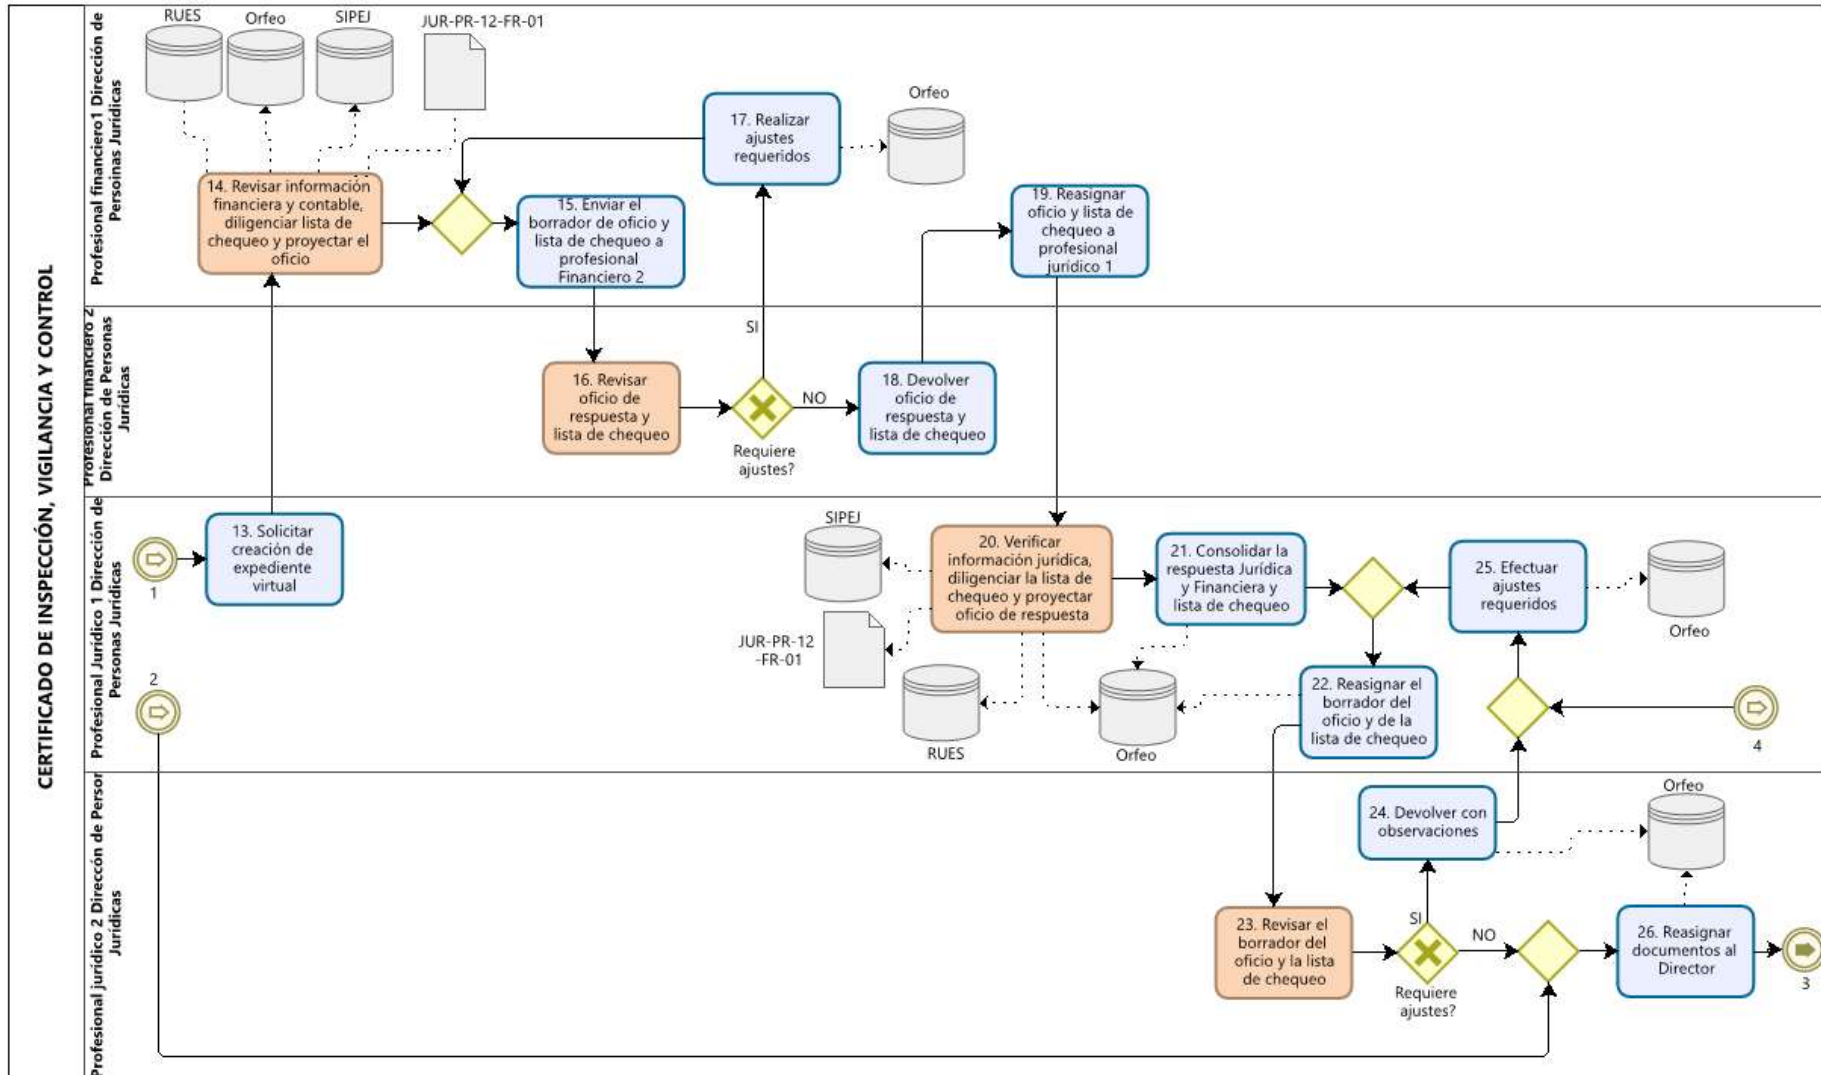 CERTIFICADO DE INSPECCIÓN, VIGILANCIA Y CONTROL
Profesional financiero1 Dirección de
Persoinas Jurídicas
RUES
Orfeo
SIPEJ
JUR-PR-12-FR-01
14. Revisar información
financiera y contable,
diligenciar lista de
chequeo y proyectar el
oficio
15. Enviar el
borrador de oficio y
lista de chequeo a
profesional
Financiero 2
17. Realizar
ajustes
requeridos
Orfeo
19. Reasignar
oficio y lista de
chequeo a
profesional
jurídico 1
Profesional financiero 2
Dirección de Personas
Jurídicas
16. Revisar
oficio de
respuesta y
lista de chequeo
SI
NO
Requiere
ajustes?
18. Devolver
oficio de
respuesta y
lista de chequeo
Profesional Jurídico 1 Dirección de
Personas Jurídicas
1
13. Solicitar
creación de
expediente
virtual
2
SIPEJ
JUR-PR-12
-FR-01
RUES
20. Verificar
información jurídica,
diligenciar la lista de
chequeo y proyectar
oficio de respuesta
Orfeo
21. Consolidar la
respuesta Jurídica
y Financiera y
lista de chequeo
22. Reasignar el
borrador del
oficio y de la
lista de chequeo
25. Efectuar
ajustes
requeridos
Orfeo
4
Profesional jurídico 2 Direccón de Person
Jurídicas
23. Revisar el
borrador del
oficio y la lista
de chequeo
24. Devolver con
observaciones
SI
NO
Requiere
ajustes?
Orfeo
26. Reasignar
documentos al
Director
3